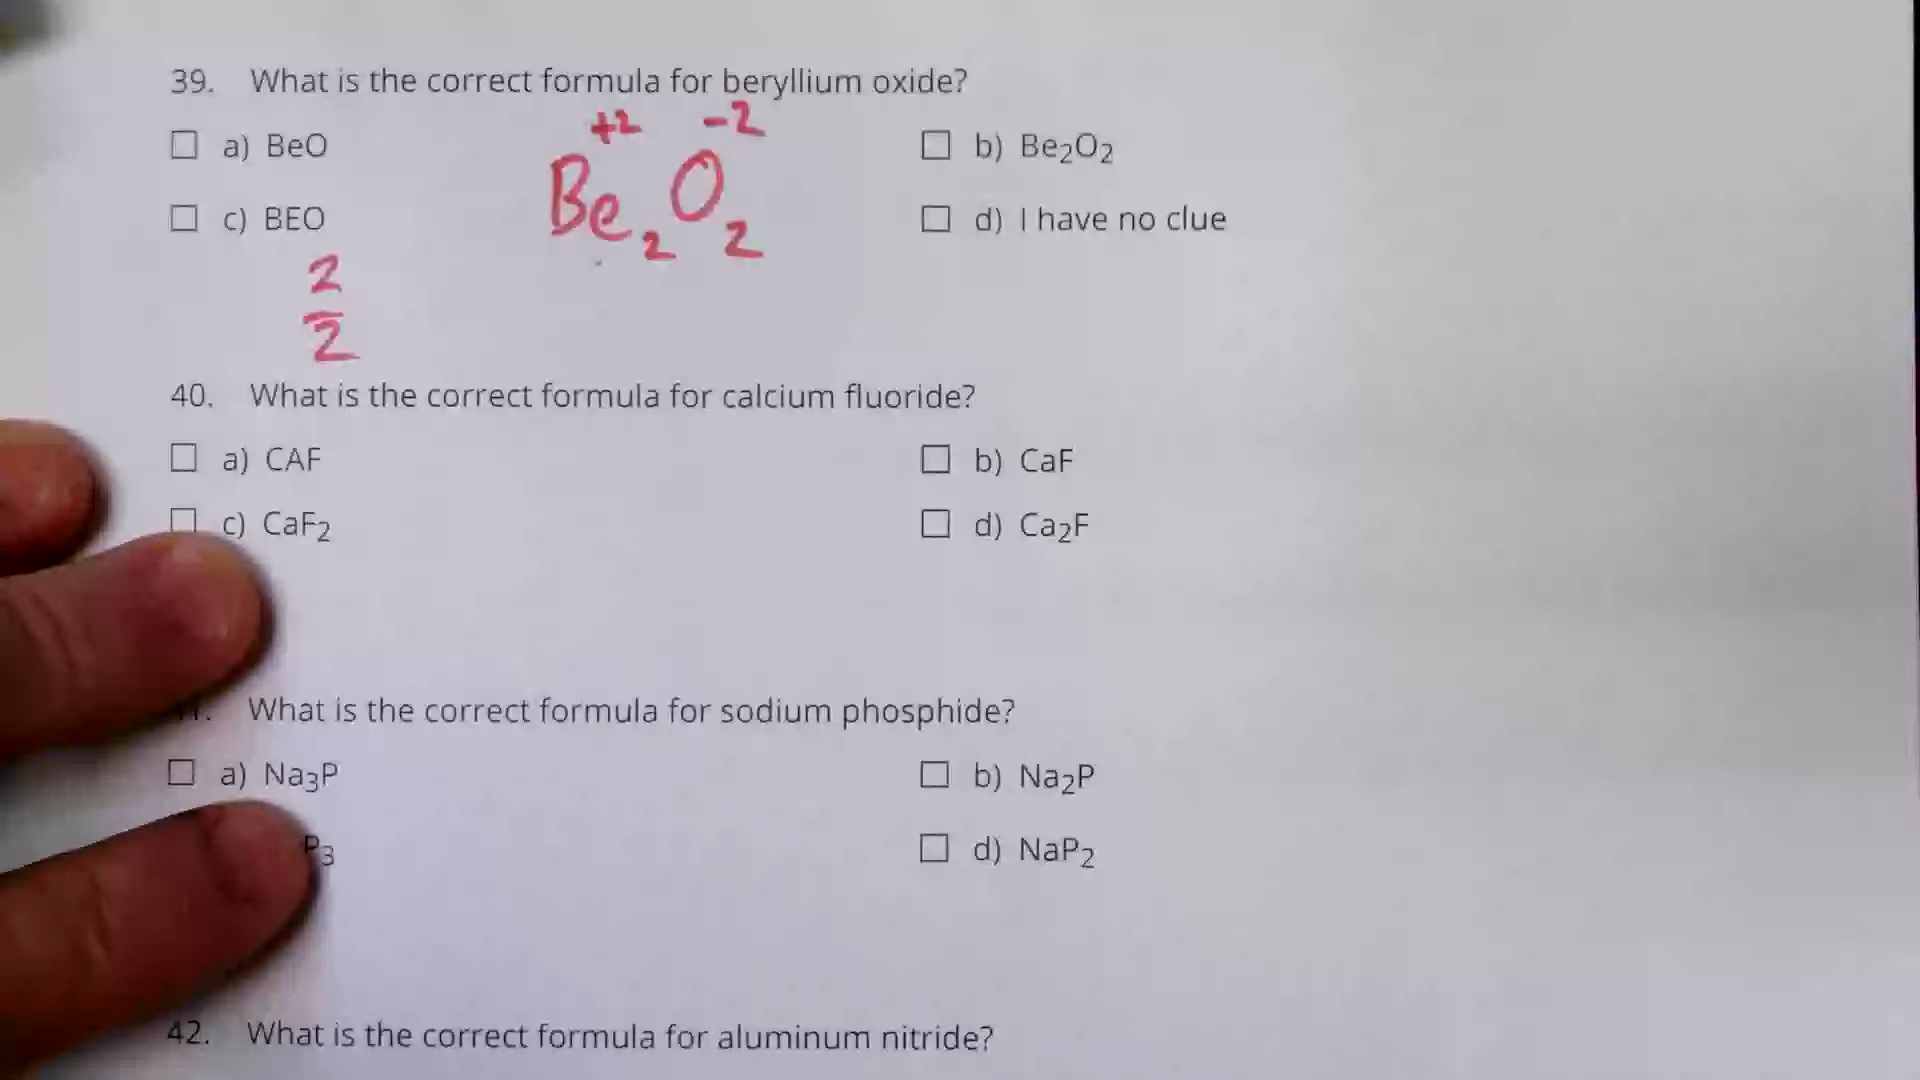 39. What is the correct formula for beryllium oxide?
a) BeO
b) Be₂O₂
+2 -2
Be₂O₂
c) BEO
d) I have no clue
2
2
40. What is the correct formula for calcium fluoride?
a) CAF
b) CaF
c) CaF₂
d) Ca₂F
What is the correct formula for sodium phosphide?
a) Na₃P
b) Na₂P
P₃
d) NaP₂
42. What is the correct formula for aluminum nitride?